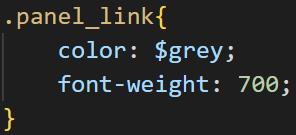 .panel_link{
    color: $grey;
    font-weight: 700;
}